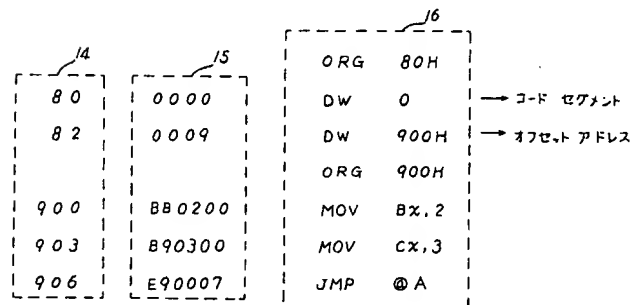 14 15 16
ORG 80H
80 0000 DW 0 → コード セグメント
82 0009 DW 900H → オフセット アドレス
ORG 900H
900 BB0200 MOV BX,2
903 B90300 MOV CX,3
906 E90007 JMP @A